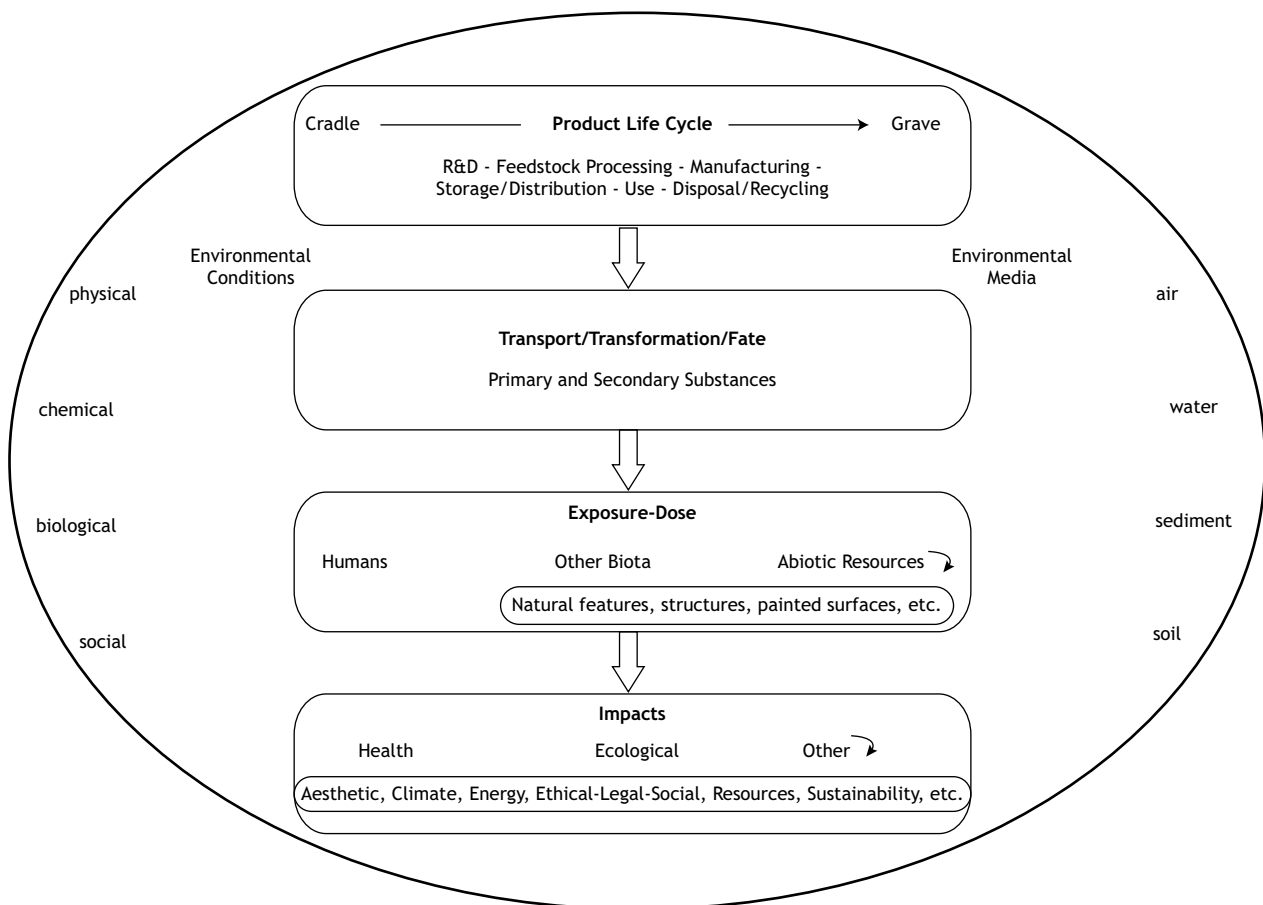 Cradle
Product Life Cycle
Grave
R&D - Feedstock Processing - Manufacturing -
Storage/Distribution - Use - Disposal/Recycling
Environmental
Conditions
physical
chemical
biological
social
Environmental
Media
air
water
sediment
soil
Transport/Transformation/Fate
Primary and Secondary Substances
Exposure-Dose
Humans
Other Biota
Abiotic Resources
Natural features, structures, painted surfaces, etc.
Impacts
Health
Ecological
Other
Aesthetic, Climate, Energy, Ethical-Legal-Social, Resources, Sustainability, etc.